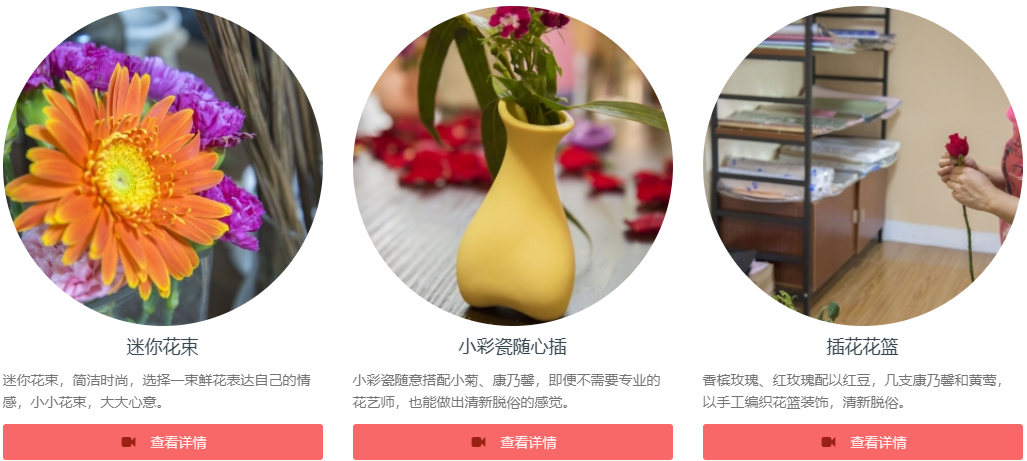 迷你花束
迷你花束，简洁时尚，选择一束鲜花表达自己的情
感，小小花束，大大心意。
查看详情
小彩瓷随心插
小彩瓷随意搭配小菊、康乃馨，即便不需要专业的
花艺师，也能做出清新脱俗的感觉。
查看详情
插花花篮
香槟玫瑰、红玫瑰配以红豆，几支康乃馨和黄莺，
以手工编织花篮装饰，清新脱俗。
查看详情